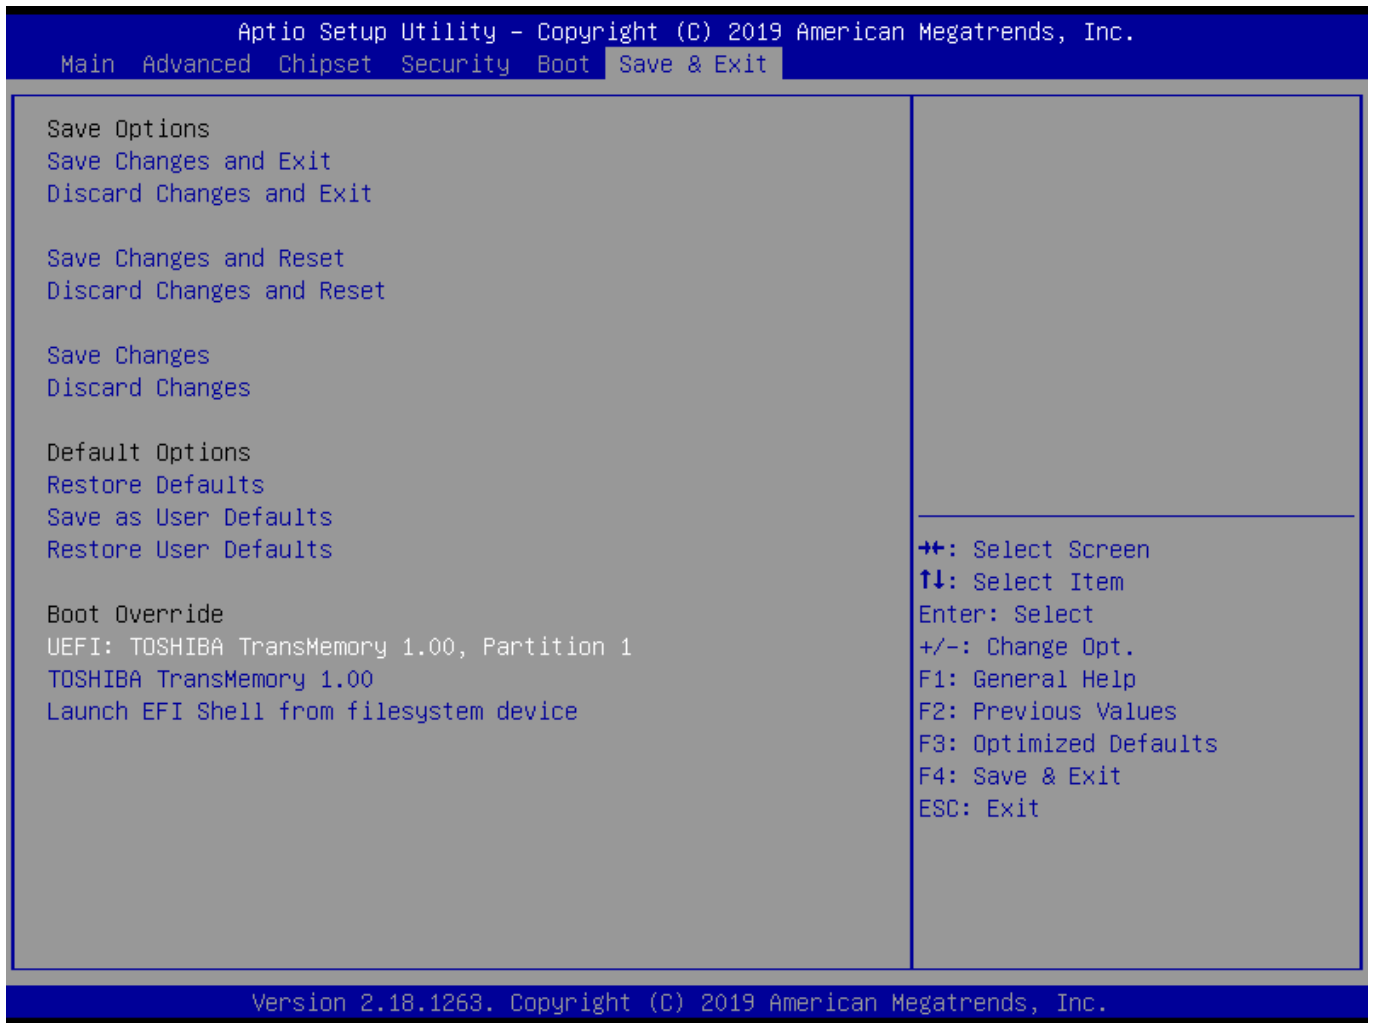 Aptio Setup Utility – Copyright (C) 2019 American Megatrends, Inc.
Main Advanced Chipset Security Boot Save & Exit
Save Options
Save Changes and Exit
Discard Changes and Exit
Save Changes and Reset
Discard Changes and Reset
Save Changes
Discard Changes
Default Options
Restore Defaults
Save as User Defaults
Restore User Defaults
Boot Override
UEFI: TOSHIBA TransMemory 1.00, Partition 1
TOSHIBA TransMemory 1.00
Launch EFI Shell from filesystem device
→←: Select Screen
↑↓: Select Item
Enter: Select
+/-: Change Opt.
F1: General Help
F2: Previous Values
F3: Optimized Defaults
F4: Save & Exit
ESC: Exit
Version 2.18.1263. Copyright (C) 2019 American Megatrends, Inc.